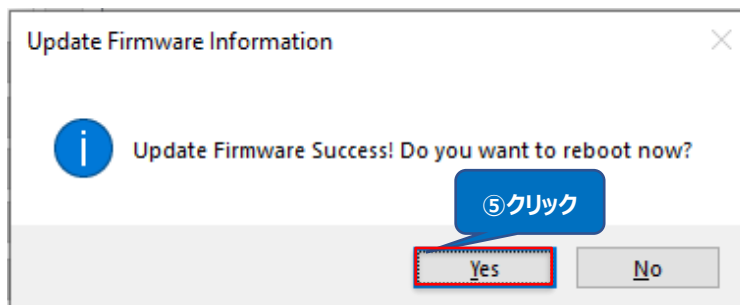 Update Firmware Information
Update Firmware Success! Do you want to reboot now?
⑤クリック
Yes
No